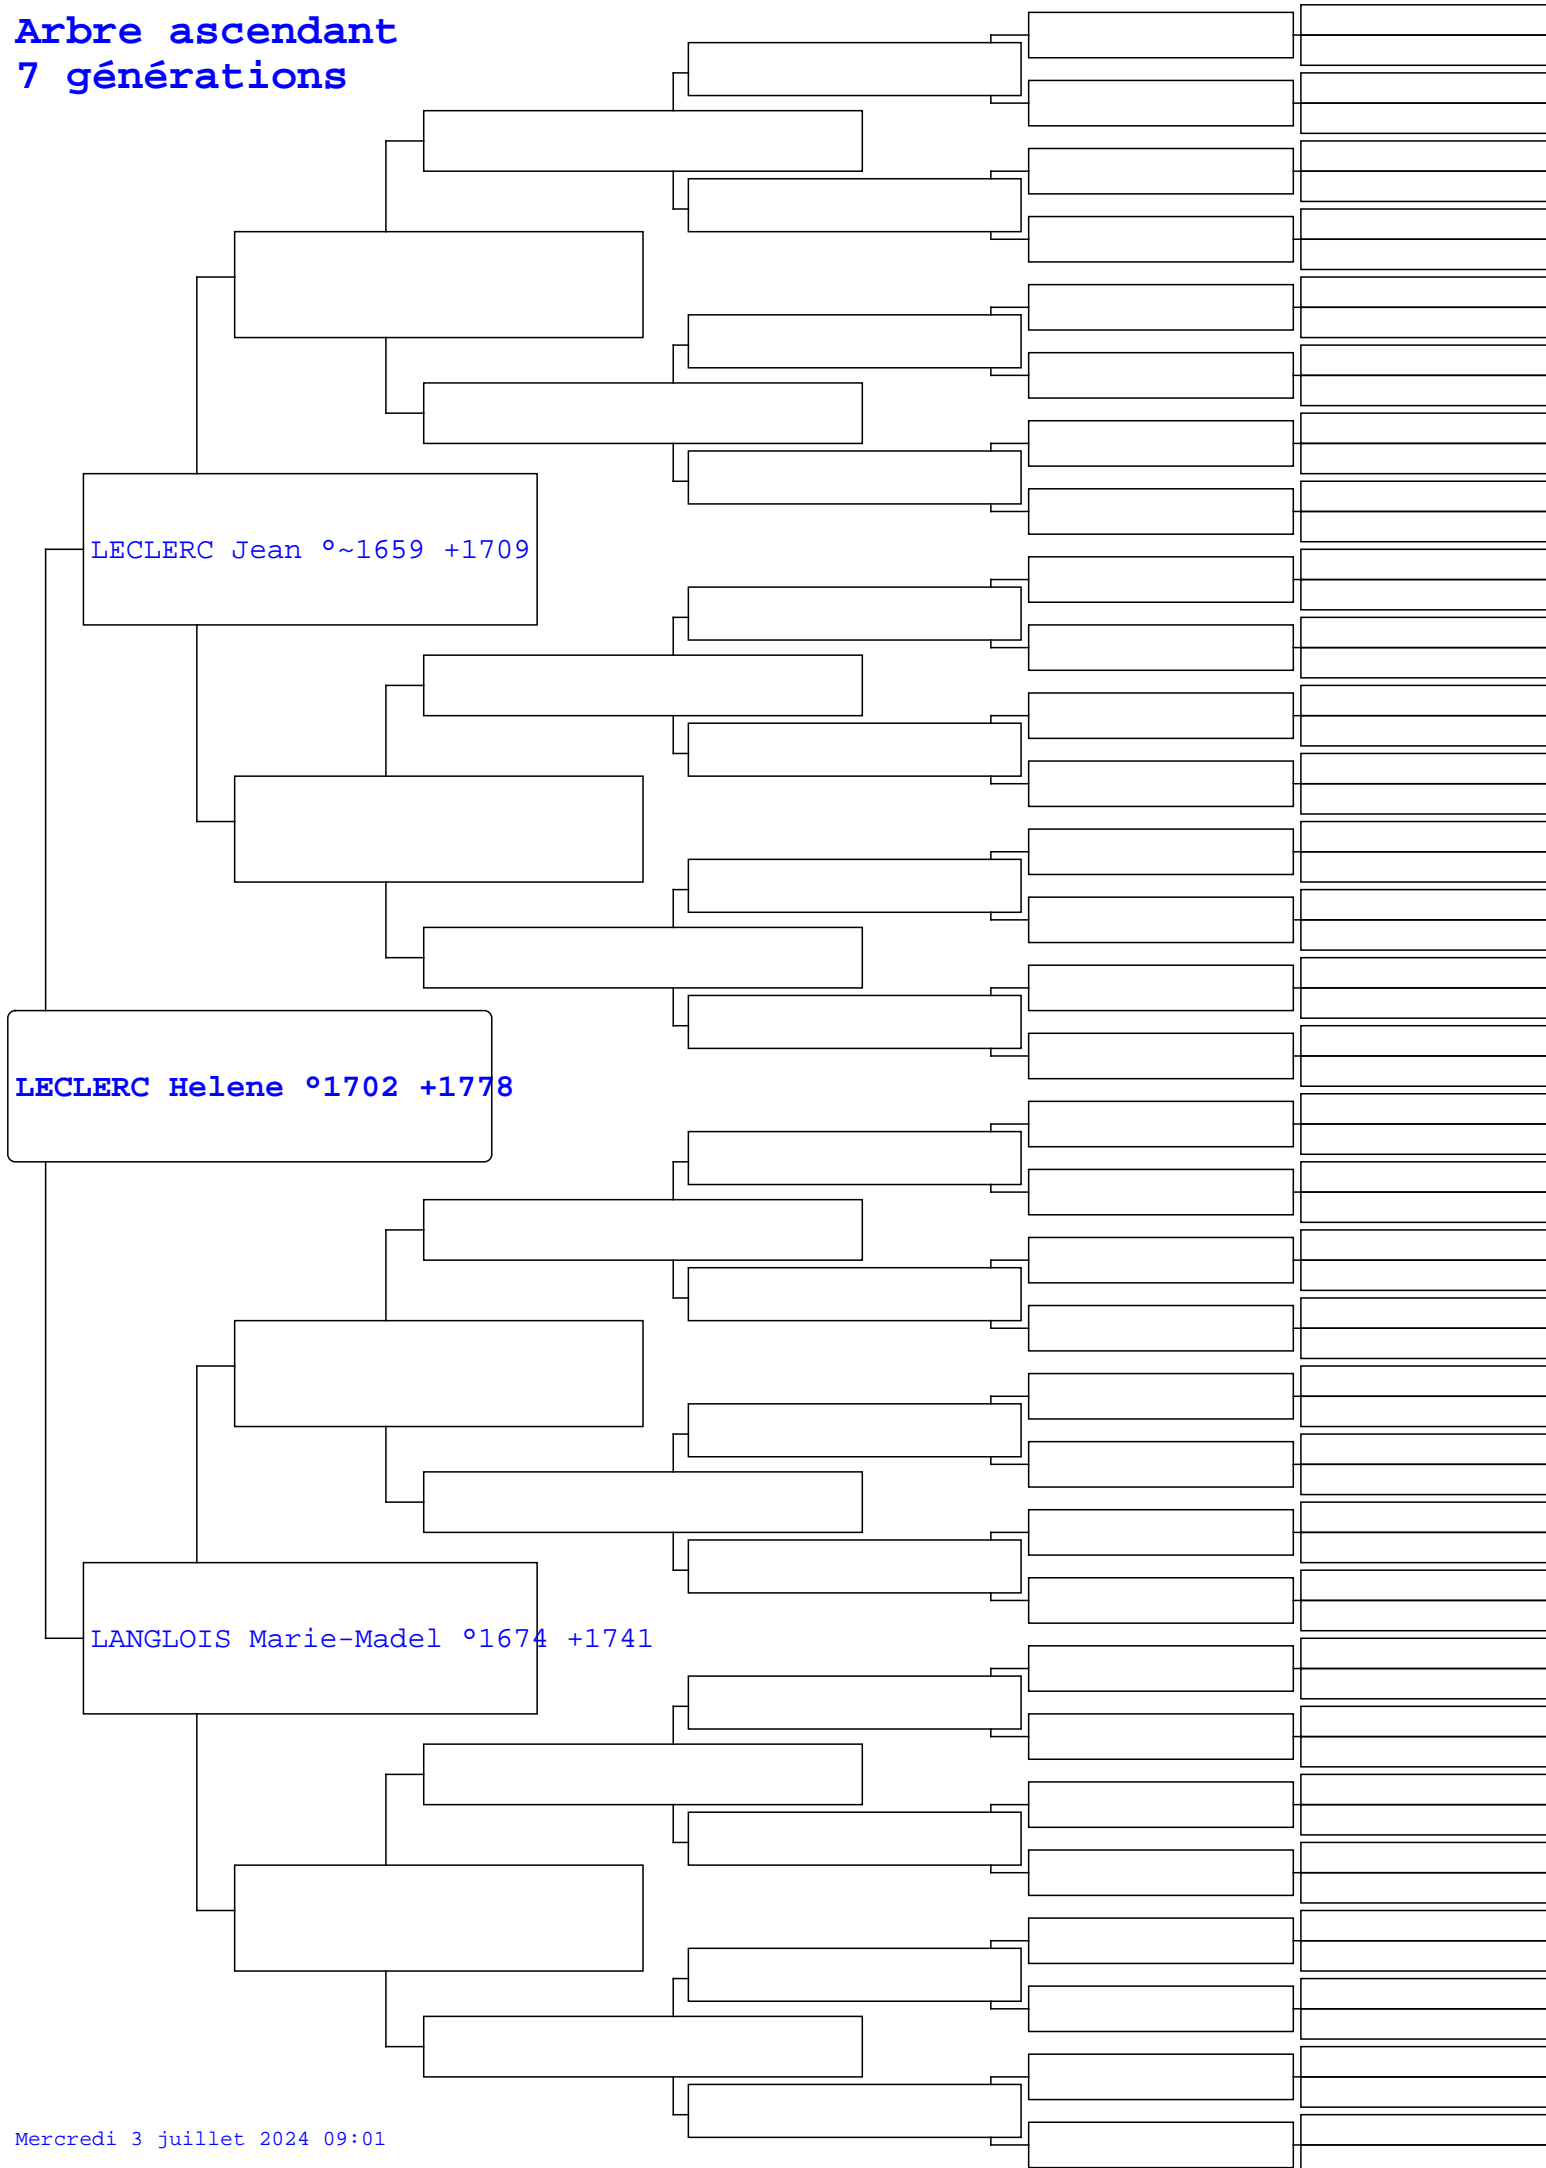 Arbre ascendant
7 générations
LECLERC Jean °~1659 +1709
LECLERC Helene °1702 +1778
LANGLOIS Marie-Madel °1674 +1741
Mercredi 3 juillet 2024 09:01